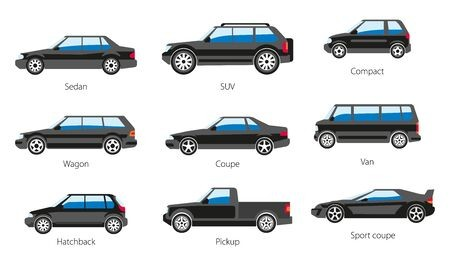 Sedan
SUV
Compact
Wagon
Coupe
Van
Hatchback
Pickup
Sport coupe